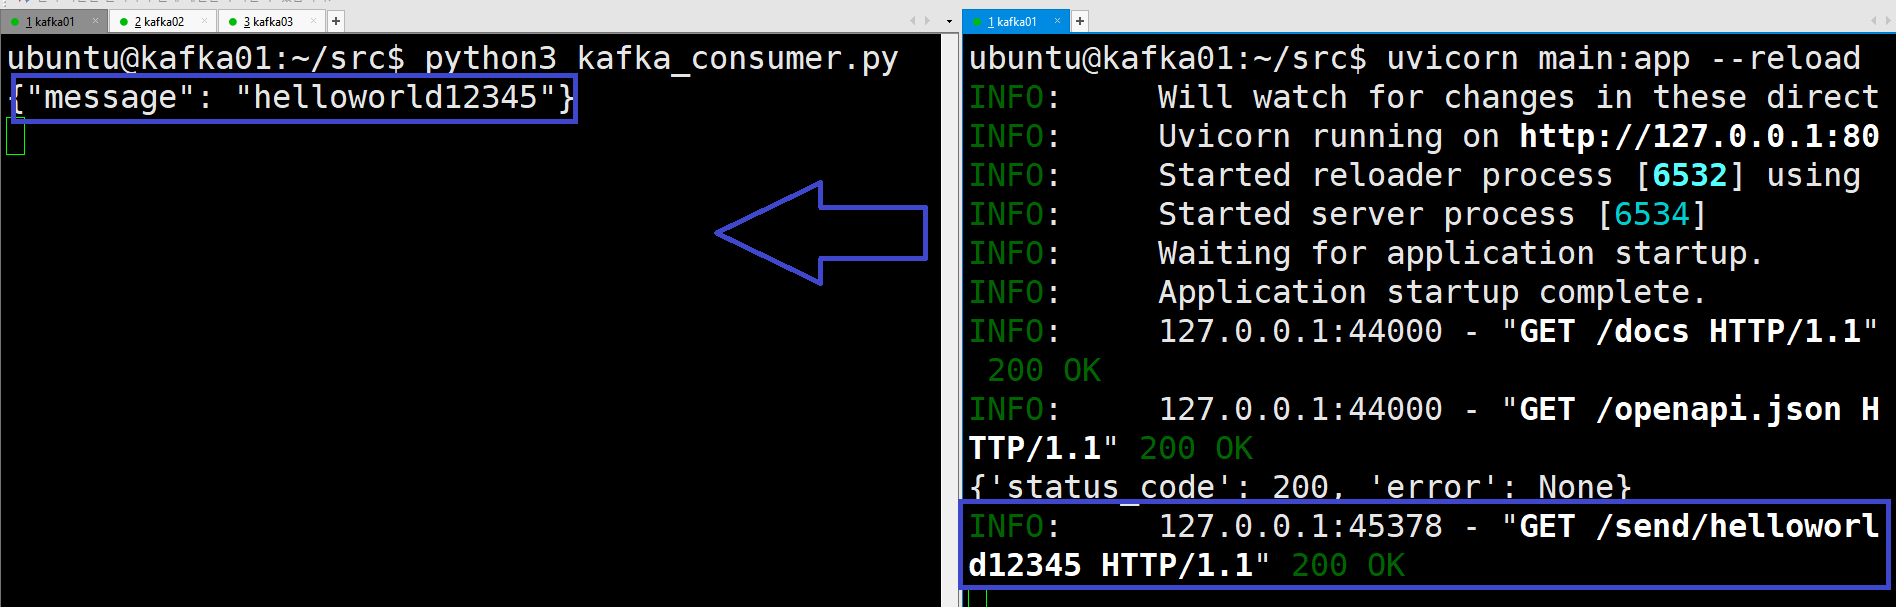 1 kafka01
2 kafka02
3 kafka03
ubuntu@kafka01:~/src$ python3 kafka_consumer.py
{"message": "helloworld12345"}
1 kafka01
ubuntu@kafka01:~/src$ uvicorn main:app --reload
INFO:     Will watch for changes in these direct
INFO:     Uvicorn running on http://127.0.0.1:80
INFO:     Started reloader process [6532] using
INFO:     Started server process [6534]
INFO:     Waiting for application startup.
INFO:     Application startup complete.
INFO:     127.0.0.1:44000 - "GET /docs HTTP/1.1"
 200 OK
INFO:     127.0.0.1:44000 - "GET /openapi.json H
TTP/1.1" 200 OK
{'status_code': 200, 'error': None}
INFO:     127.0.0.1:45378 - "GET /send/helloworl
d12345 HTTP/1.1" 200 OK